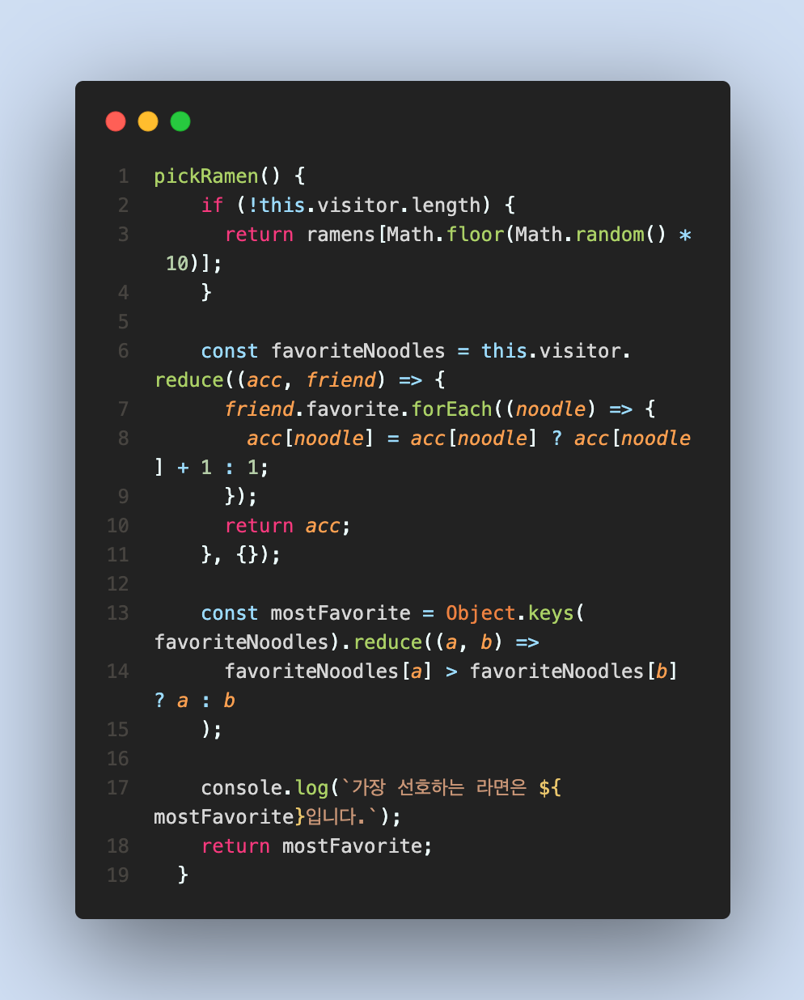 1 pickRamen() {
2     if (!this.visitor.length) {
3       return ramens[Math.floor(Math.random() *
 10)];
4     }
5
6     const favoriteNoodles = this.visitor.
reduce((acc, friend) => {
7       friend.favorite.forEach((noodle) => {
8         acc[noodle] = acc[noodle] ? acc[noodle
] + 1 : 1;
9       });
10       return acc;
11     }, {});
12
13     const mostFavorite = Object.keys(
favoriteNoodles).reduce((a, b) =>
14       favoriteNoodles[a] > favoriteNoodles[b]
? a : b
15     );
16
17     console.log(`가장 선호하는 라면은 ${
mostFavorite}입니다.`);
18     return mostFavorite;
19   }